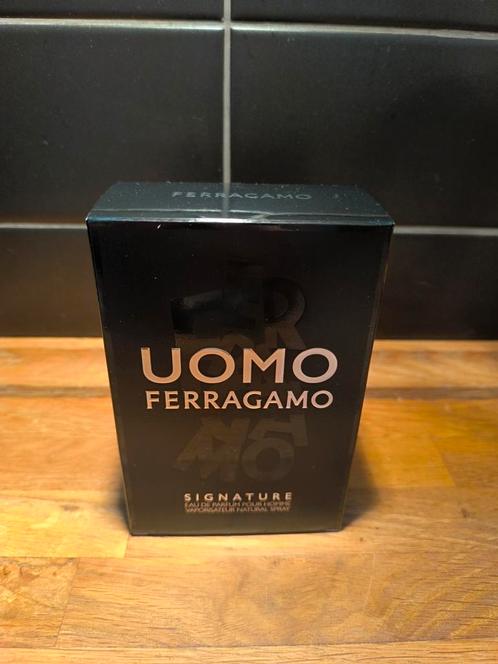 FERRAGAMO
UOMO
FERRAGAMO
SIGNATURE
EAU DE PARFUM POUR HOMME
VAPORISATEUR NATURAL SPRAY